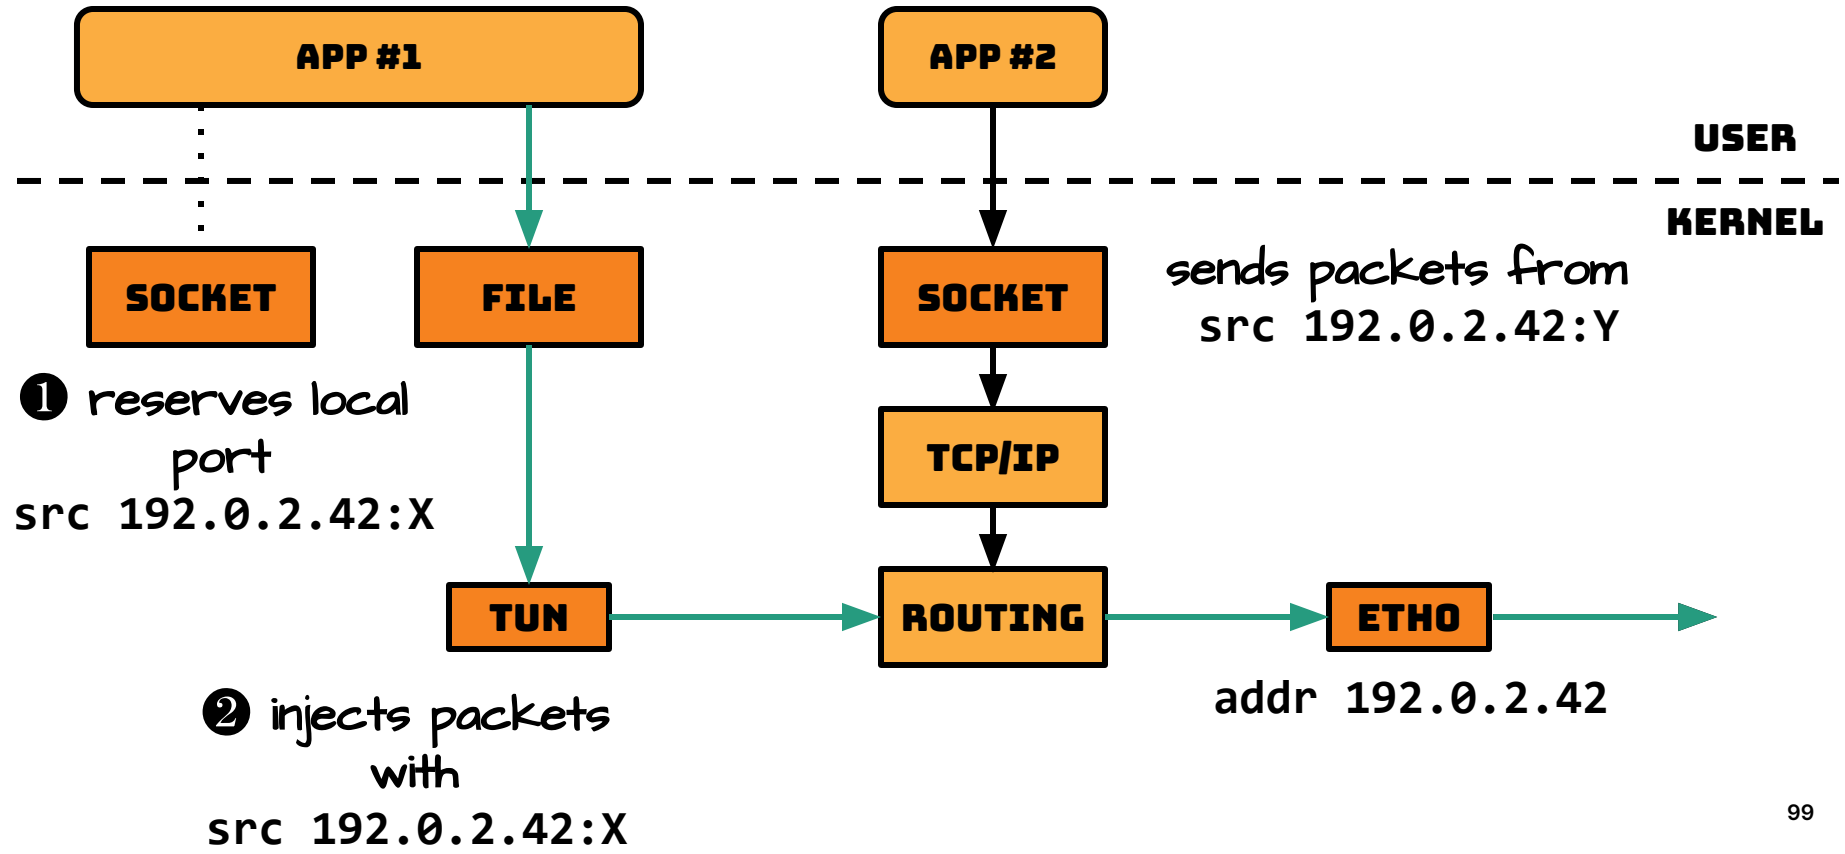 APP #1
APP #2
USER
KERNEL
SOCKET
FILE
SOCKET
sends packets from
src 192.0.2.42:Y
❶ reserves local
port
src 192.0.2.42:X
TCP/IP
TUN
ROUTING
ETH0
addr 192.0.2.42
❷ injects packets
with
src 192.0.2.42:X
99